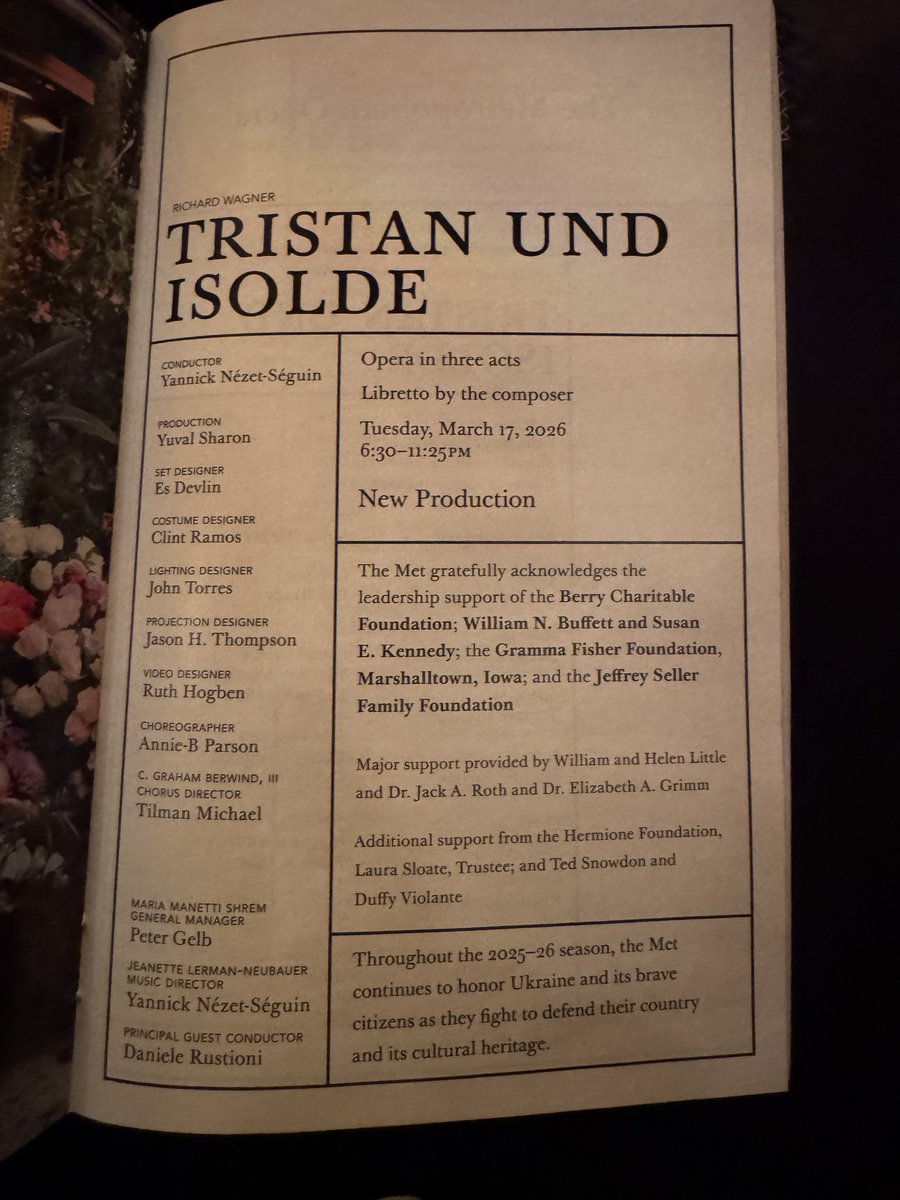 RICHARD WAGNER
TRISTAN UND
ISOLDE
CONDUCTOR
Yannick Nézet-Séguin
PRODUCTION
Yuval Sharon
SET DESIGNER
Es Devlin
COSTUME DESIGNER
Clint Ramos
LIGHTING DESIGNER
John Torres
PROJECTION DESIGNER
Jason H. Thompson
VIDEO DESIGNER
Ruth Hogben
CHOREOGRAPHER
Annie-B Parson
C. GRAHAM BERWIND, III
CHORUS DIRECTOR
Tilman Michael
MARIA MANETTI SHREM
GENERAL MANAGER
Peter Gelb
JEANETTE LERMAN-NEUBAUER
MUSIC DIRECTOR
Yannick Nézet-Séguin
PRINCIPAL GUEST CONDUCTOR
Daniele Rustioni
Opera in three acts
Libretto by the composer
Tuesday, March 17, 2026
6:30–11:25PM
New Production
The Met gratefully acknowledges the
leadership support of the Berry Charitable
Foundation; William N. Buffett and Susan
E. Kennedy; the Gramma Fisher Foundation,
Marshalltown, Iowa; and the Jeffrey Seller
Family Foundation
Major support provided by William and Helen Little
and Dr. Jack A. Roth and Dr. Elizabeth A. Grimm
Additional support from the Hermione Foundation,
Laura Sloate, Trustee; and Ted Snowdon and
Duffy Violante
Throughout the 2025–26 season, the Met
continues to honor Ukraine and its brave
citizens as they fight to defend their country
and its cultural heritage.